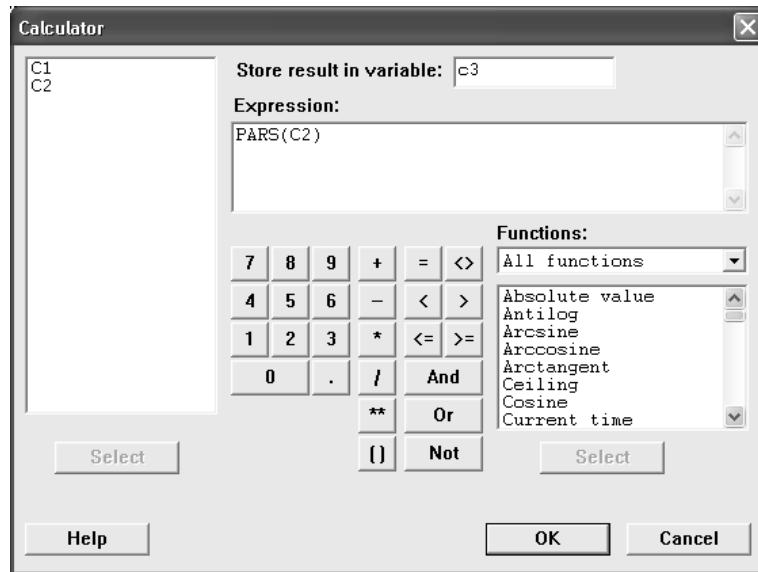 Calculator
C1
C2
Store result in variable: c3
Expression:
PARS(C2)
Functions:
All functions
7 8 9 + = <>
4 5 6 – < >
1 2 3 * <= >=
0 . / And
** Or
() Not
Absolute value
Antilog
Arcsine
Arccosine
Arctangent
Ceiling
Cosine
Current time
Select
Select
Help
OK
Cancel